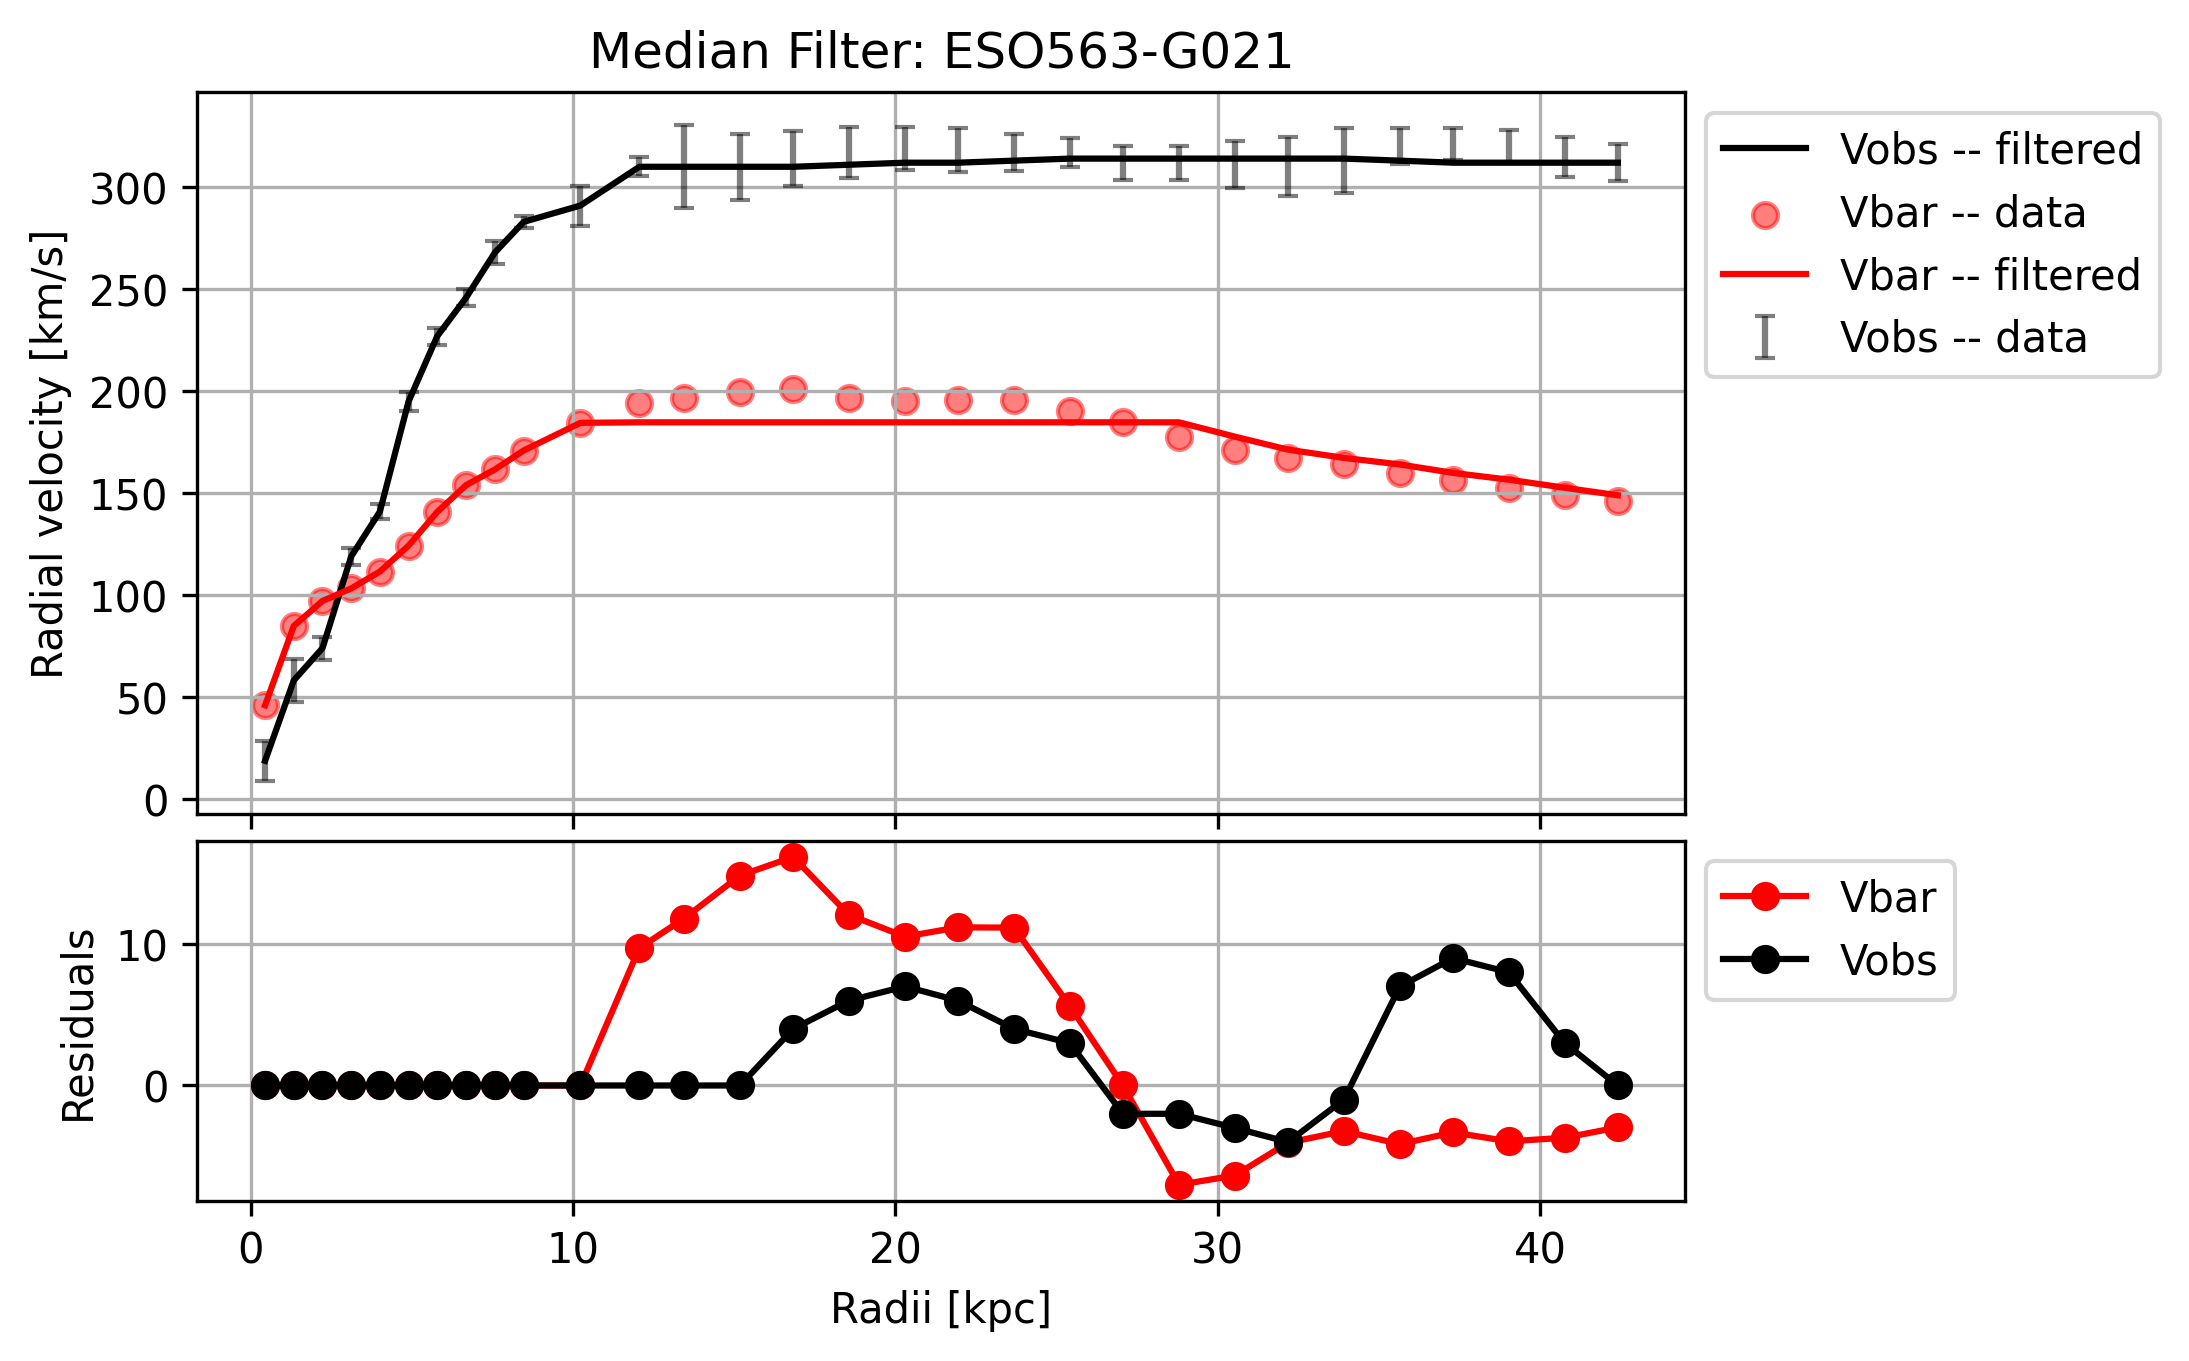 Median Filter: ESO563-G021
Radial velocity [km/s]
300
250
200
150
100
50
0
Vobs -- filtered
Vbar -- data
Vbar -- filtered
Vobs -- data
Residuals
10
0
Vbar
Vobs
0 10 20 30 40
Radii [kpc]